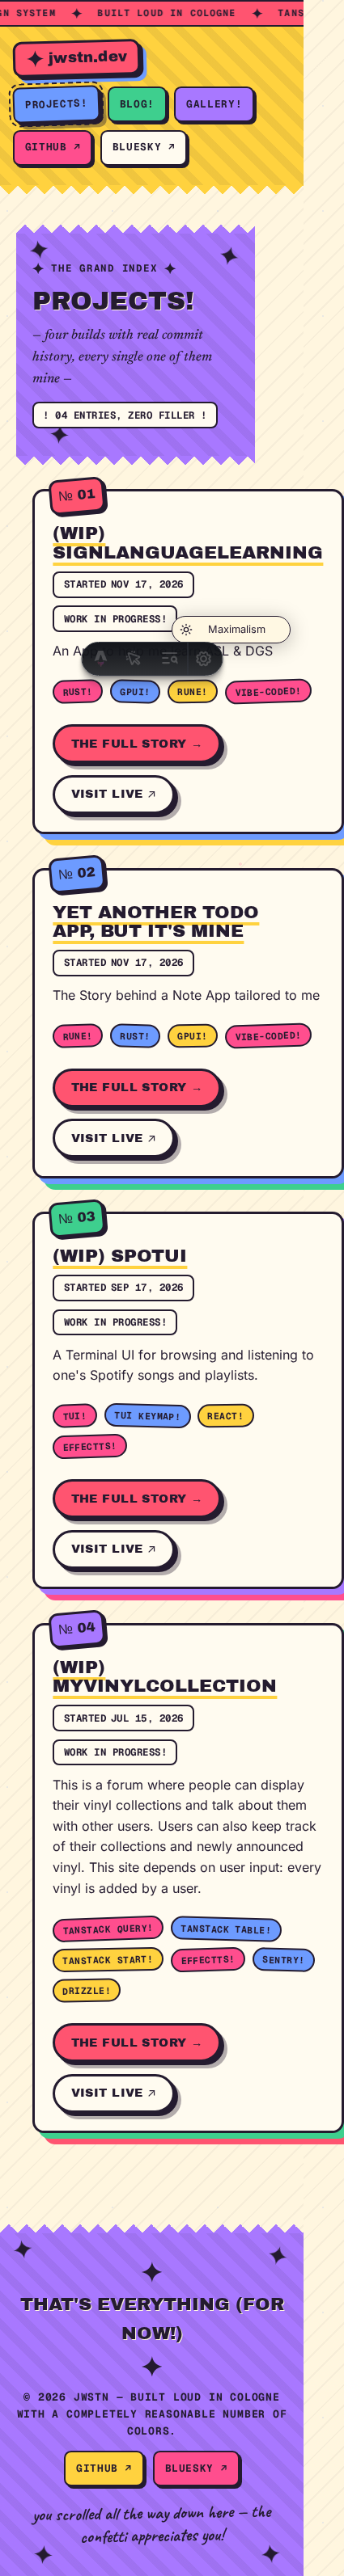 GN SYSTEM ✦ BUILT LOUD IN COLOGNE ✦ TANS
✦ jwstn.dev
PROJECTS! BLOG! GALLERY!
GITHUB ↗ BLUESKY ↗
✦ THE GRAND INDEX ✦
PROJECTS!
— four builds with real commit
history, every single one of them
mine —
! 04 ENTRIES, ZERO FILLER !
№ 01
(WIP)
SIGNLANGUAGELEARNING
STARTED NOV 17, 2026
WORK IN PROGRESS!
Maximalism
An A L & DGS
RUST! GPUI! RUNE! VIBE-CODED!
THE FULL STORY →
VISIT LIVE ↗
№ 02
YET ANOTHER TODO
APP, BUT IT'S MINE
STARTED NOV 17, 2026
The Story behind a Note App tailored to me
RUNE! RUST! GPUI! VIBE-CODED!
THE FULL STORY →
VISIT LIVE ↗
№ 03
(WIP) SPOTUI
STARTED SEP 17, 2026
WORK IN PROGRESS!
A Terminal UI for browsing and listening to
one's Spotify songs and playlists.
TUI! TUI KEYMAP! REACT!
EFFECTTS!
THE FULL STORY →
VISIT LIVE ↗
№ 04
(WIP)
MYVINYLCOLLECTION
STARTED JUL 15, 2026
WORK IN PROGRESS!
This is a forum where people can display
their vinyl collections and talk about them
with other users. Users can also keep track
of their collections and newly announced
vinyl. This site depends on user input: every
vinyl is added by a user.
TANSTACK QUERY! TANSTACK TABLE!
TANSTACK START! EFFECTTS! SENTRY!
DRIZZLE!
THE FULL STORY →
VISIT LIVE ↗
THAT'S EVERYTHING (FOR
NOW!)
© 2026 JWSTN — BUILT LOUD IN COLOGNE
WITH A COMPLETELY REASONABLE NUMBER OF
COLORS.
GITHUB ↗ BLUESKY ↗
you scrolled all the way down here — the
confetti appreciates you!